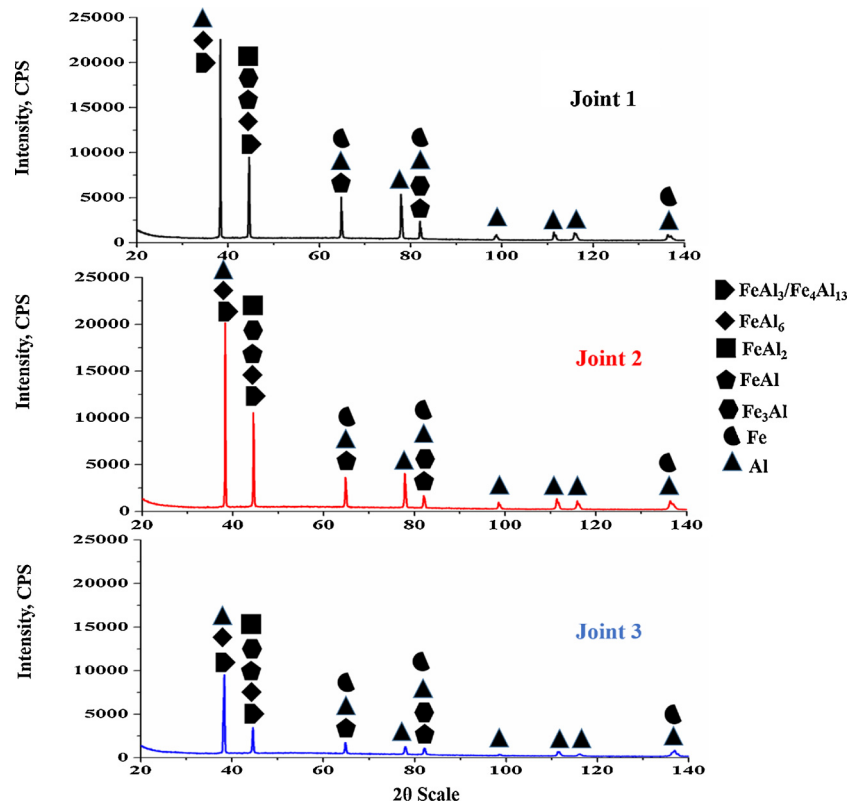 25000
20000
15000
10000
5000
0
Intensity, CPS
Joint 1
20 40 60 80 100 120 140
25000
20000
15000
10000
5000
0
Intensity, CPS
Joint 2
20 40 60 80 100 120 140
25000
20000
15000
10000
5000
0
Intensity, CPS
Joint 3
20 40 60 80 100 120 140
2θ Scale
FeAl₃/Fe₄Al₁₃
FeAl₆
FeAl₂
FeAl
Fe₃Al
Fe
Al